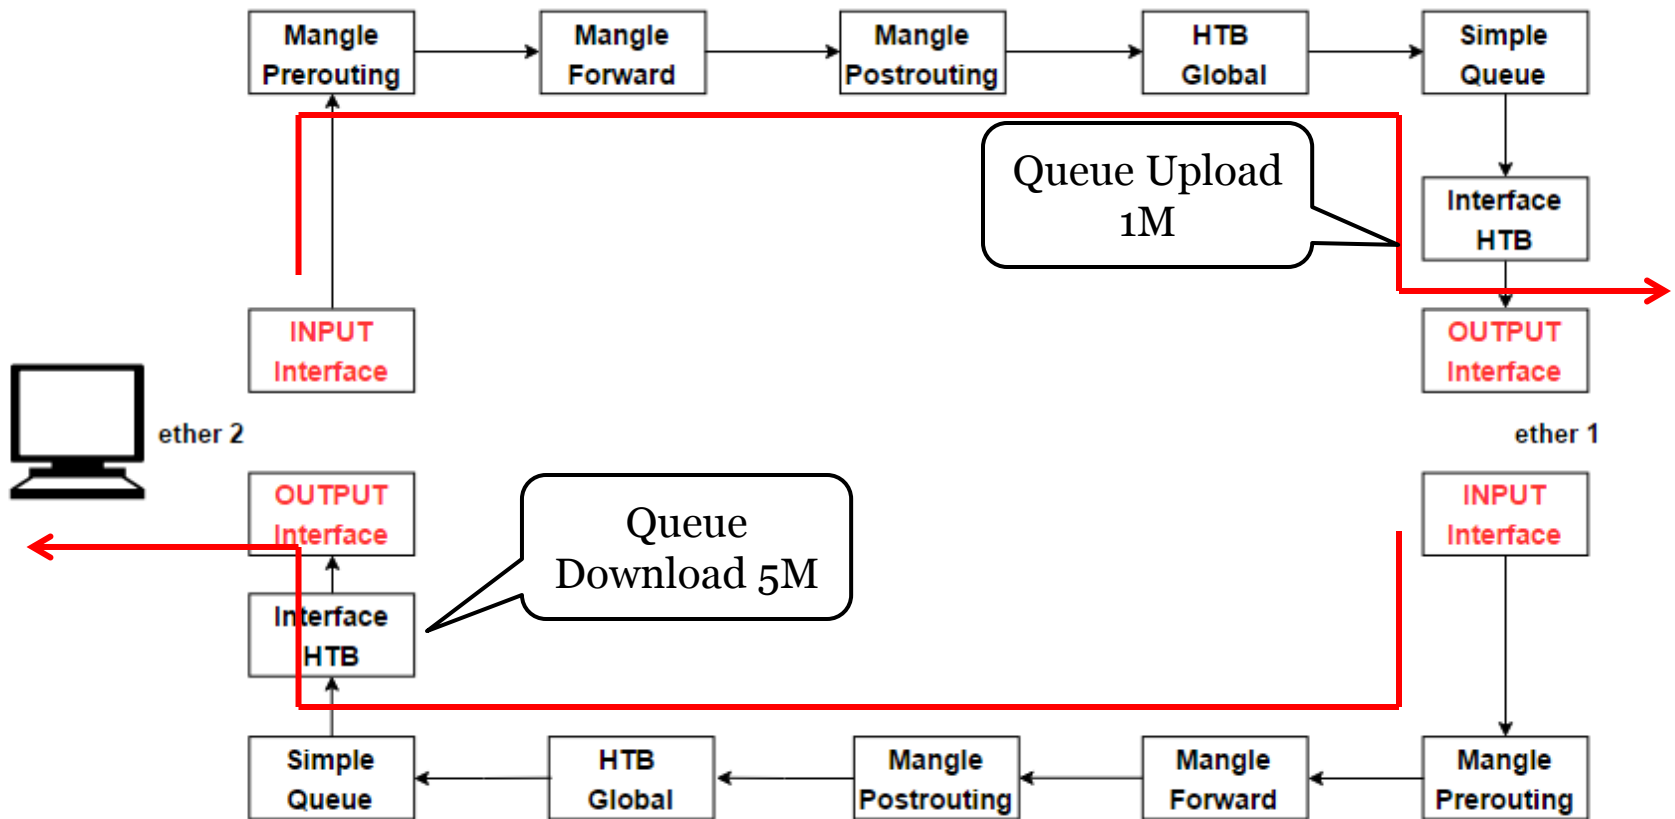 Mangle
Prerouting
Mangle
Forward
Mangle
Postrouting
HTB
Global
Simple
Queue
Queue Upload
1M
Interface
HTB
INPUT
Interface
OUTPUT
Interface
ether 2
ether 1
OUTPUT
Interface
Queue
Download 5M
INPUT
Interface
Interface
HTB
Simple
Queue
HTB
Global
Mangle
Postrouting
Mangle
Forward
Mangle
Prerouting